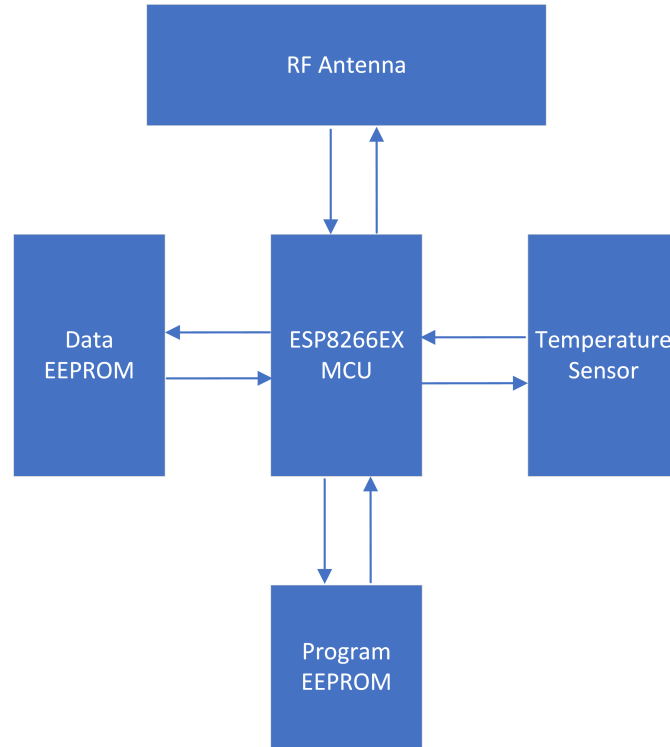 RF Antenna
Data
EEPROM
ESP8266EX
MCU
Temperature
Sensor
Program
EEPROM